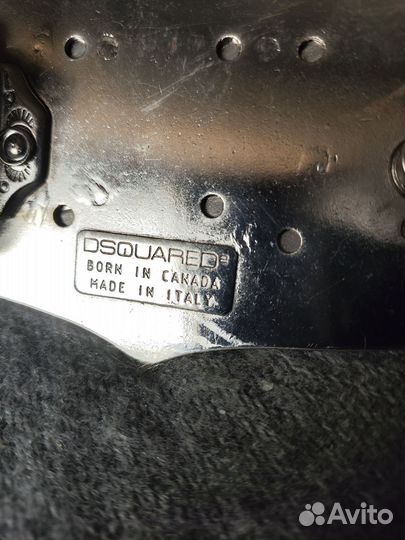 DSQUARED2
BORN IN CANADA
MADE IN ITALY
Avito